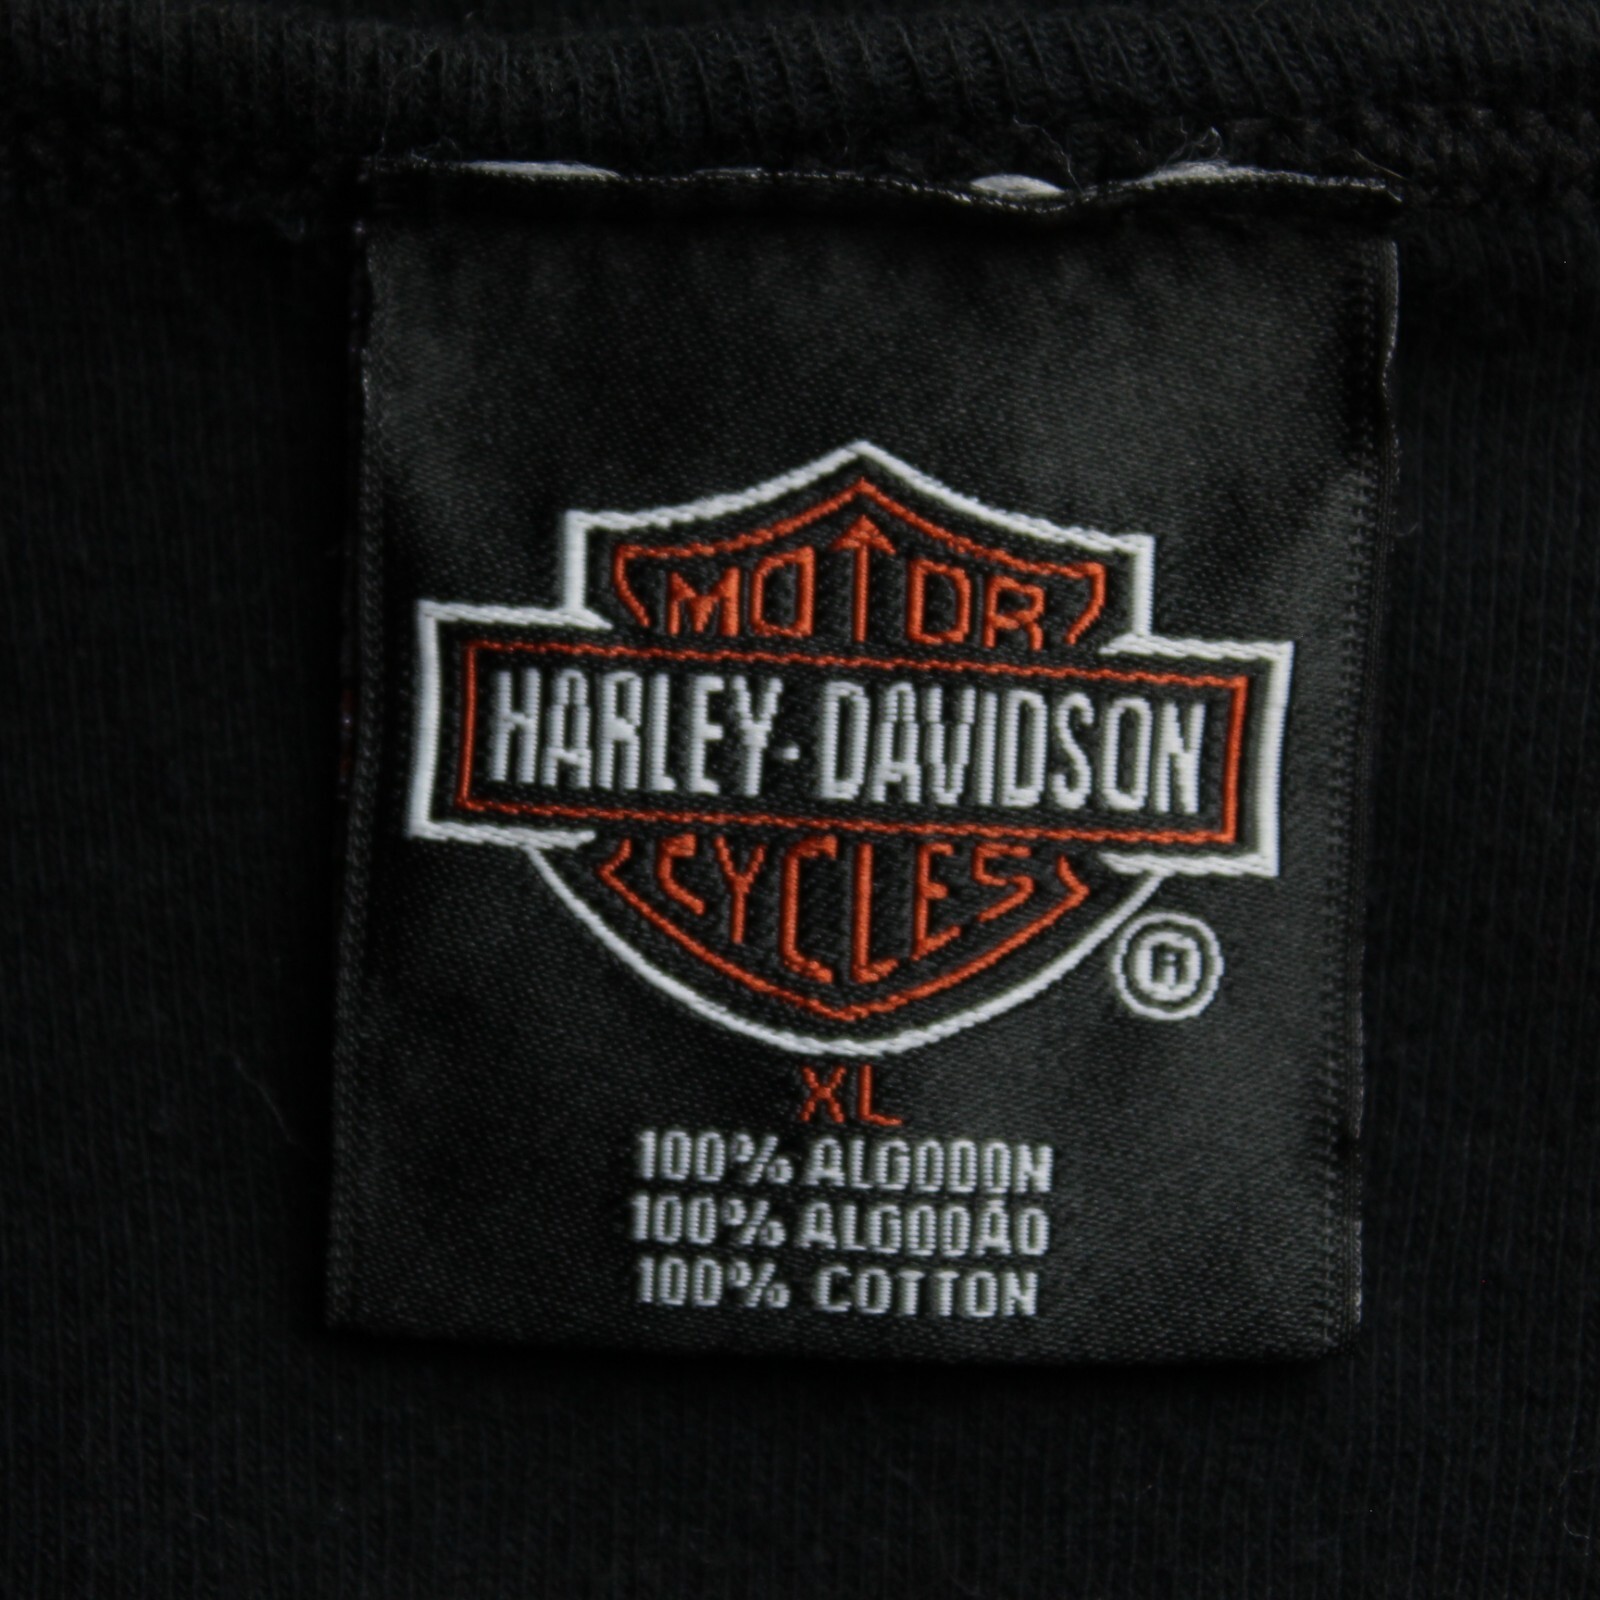 MOTOR
HARLEY-DAVIDSON
CYCLES
®
XL
100% ALGODON
100% ALGODÃO
100% COTTON